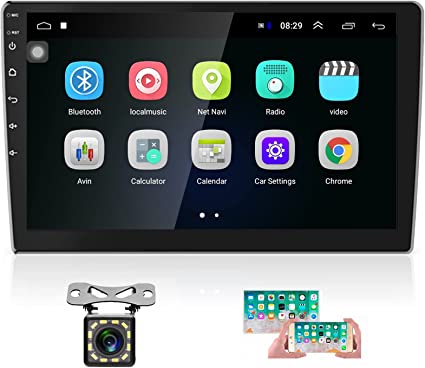 MIC
RST
08:29
Bluetooth
localmusic
Net Navi
Radio
video
Avin
Calculator
Calendar
Car Settings
Chrome